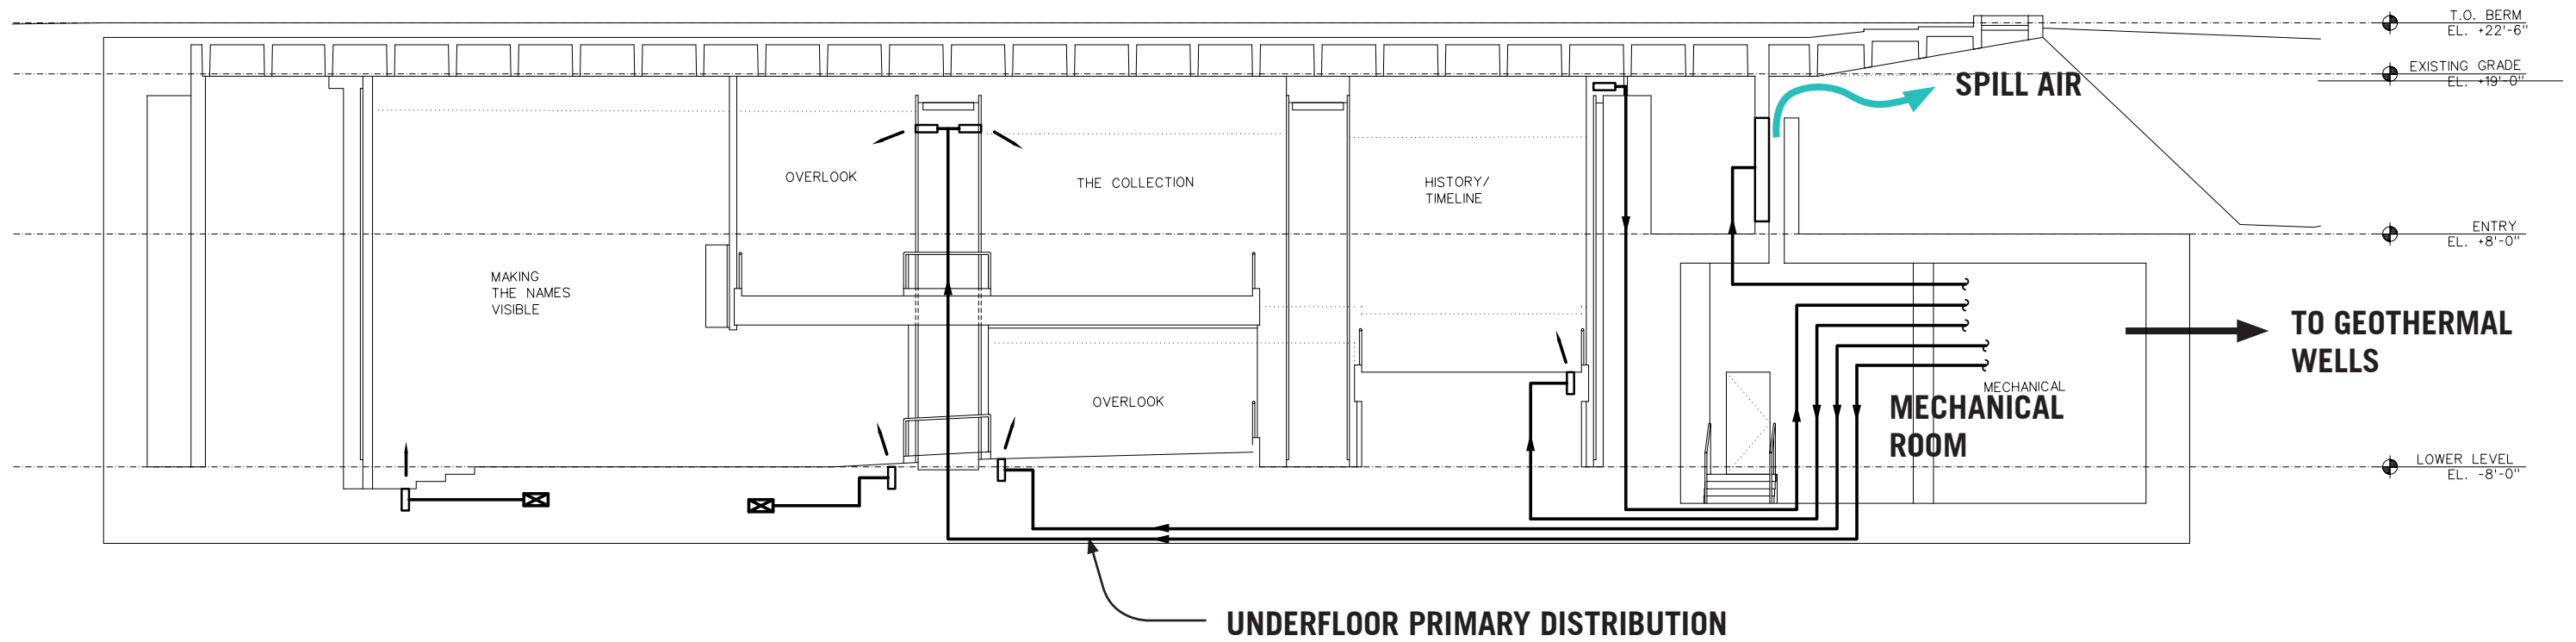 T.O. BERM
EL. +22'-6"
EXISTING GRADE
EL. +19'-0"
SPILL AIR
OVERLOOK
THE COLLECTION
HISTORY/
TIMELINE
ENTRY
EL. +8'-0"
MAKING
THE NAMES
VISIBLE
TO GEOTHERMAL
WELLS
MECHANICAL
OVERLOOK
MECHANICAL
ROOM
LOWER LEVEL
EL. -8'-0"
UNDERFLOOR PRIMARY DISTRIBUTION